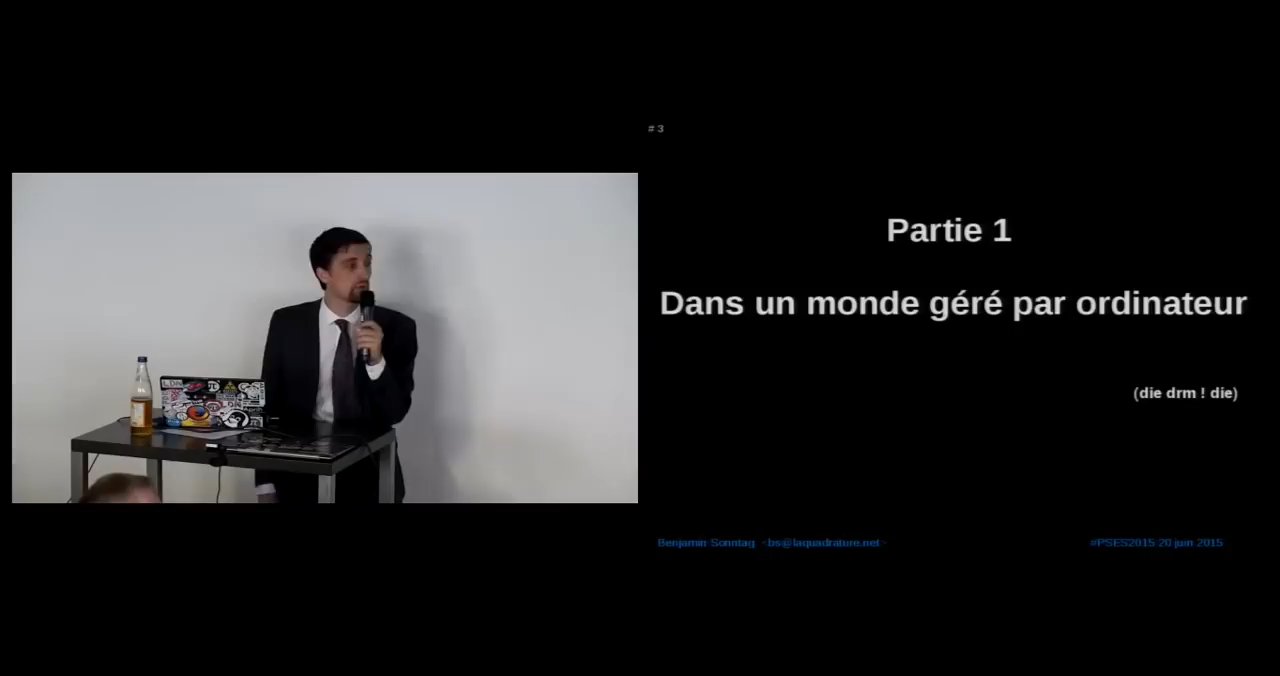 # 3
Partie 1
Dans un monde géré par ordinateur
(die drm ! die)
April
Benjamin Sonntag <bs@laquadrature.net>
#PSES2015 20 juin 2015